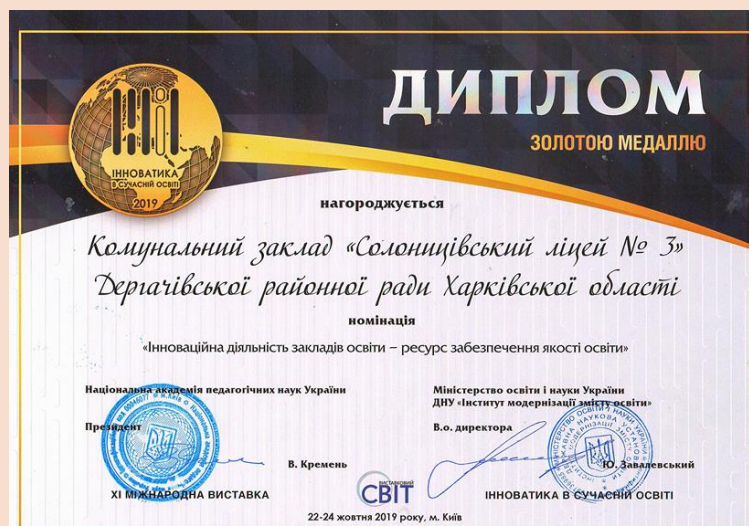 ДИПЛОМ
ЗОЛОТОЮ МЕДАЛЛЮ
ІННОВАТИКА
В СУЧАСНІЙ ОСВІТІ
2019
нагороджується
Комунальний заклад «Солоницівський ліцей № 3»
Дергачівської районної ради Харківської області
номінація
«Інноваційна діяльність закладів освіти – ресурс забезпечення якості освіти»
Національна академія педагогічних наук України
Президент
В. Кремень
Міністерство освіти і науки України
ДНУ «Інститут модернізації змісту освіти»
В.о. директора
Ю. Завалевський
XI МІЖНАРОДНА ВИСТАВКА
ВИСТАВКОВИЙ
СВІТ
ІННОВАТИКА В СУЧАСНІЙ ОСВІТІ
22-24 жовтня 2019 року, м. Київ